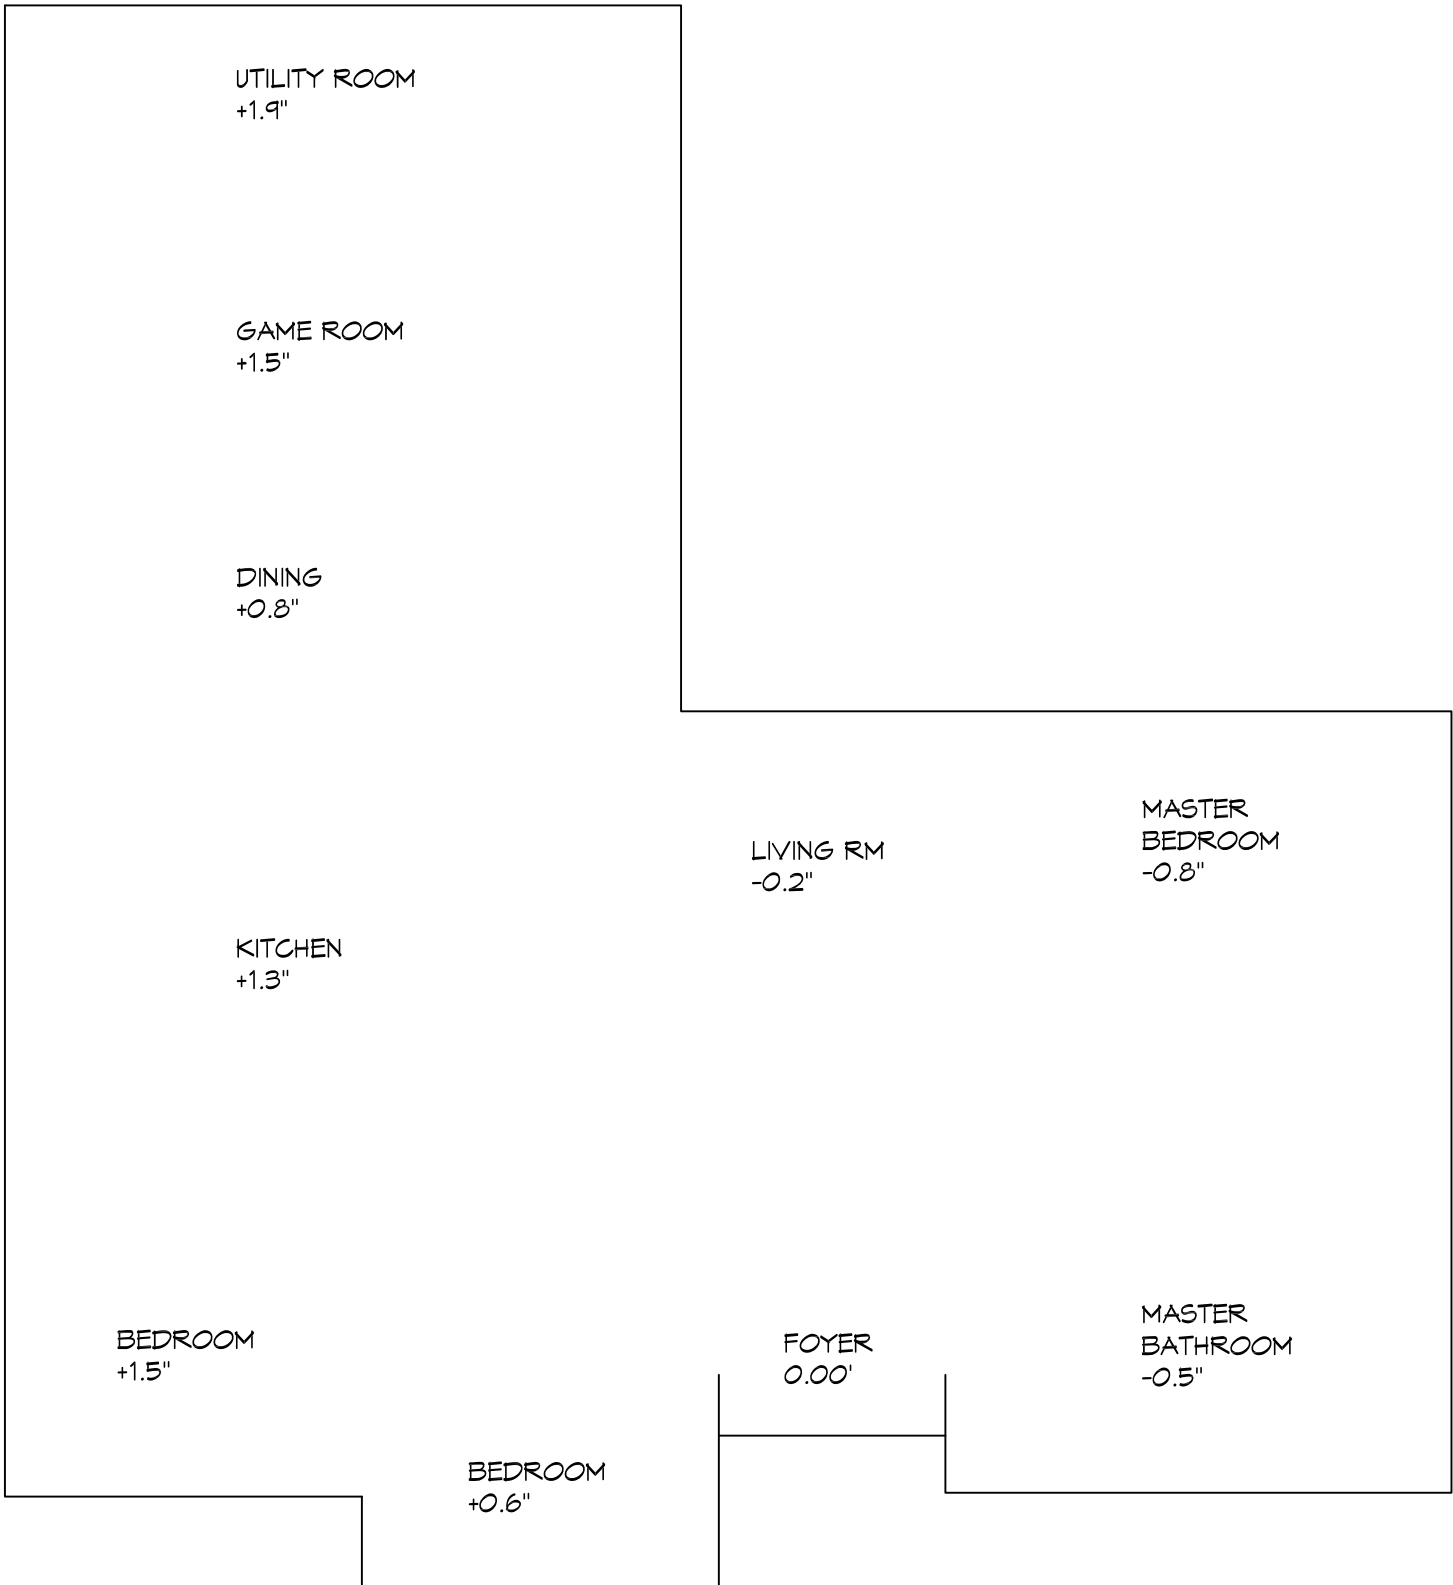 UTILITY ROOM
+1.9"
GAME ROOM
+1.5"
DINING
+0.8"
LIVING RM
-0.2"
MASTER
BEDROOM
-0.8"
KITCHEN
+1.3"
BEDROOM
+1.5"
FOYER
0.00'
MASTER
BATHROOM
-0.5"
BEDROOM
+0.6"